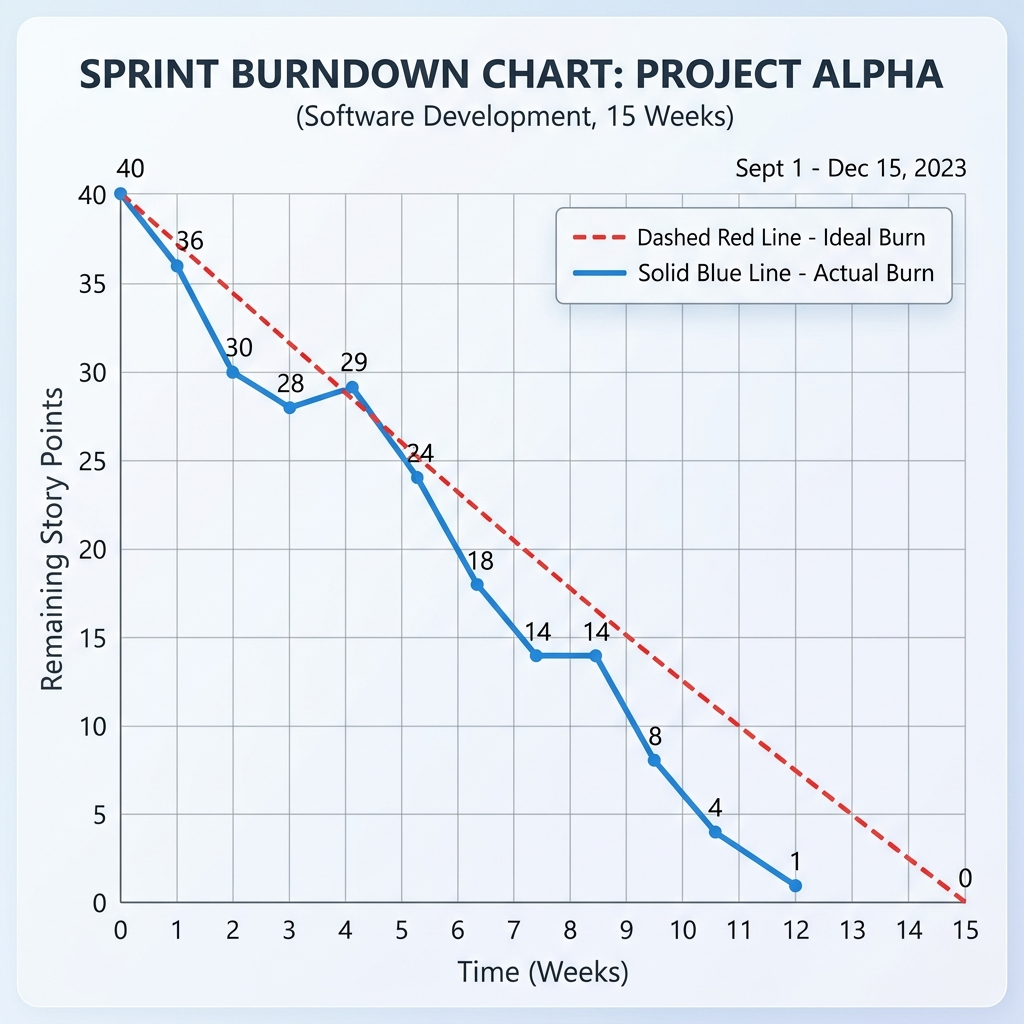 SPRINT BURNDOWN CHART: PROJECT ALPHA
(Software Development, 15 Weeks)
Sept 1 - Dec 15, 2023
Dashed Red Line - Ideal Burn
Solid Blue Line - Actual Burn
Remaining Story Points
40
35
30
25
20
15
10
5
0
40
36
30
28
29
24
18
14
14
8
4
1
0
0 1 2 3 4 5 6 7 8 9 10 11 12 13 14 15
Time (Weeks)